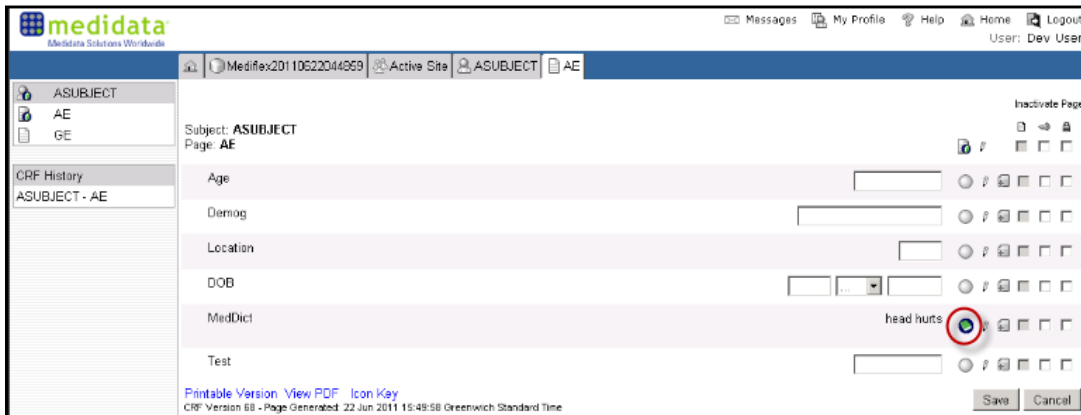 medidata
Medidata Solutions Worldwide
Messages My Profile Help Home Logout
User: Dev User
Mediflex20110622044859 Active Site ASUBJECT AE
ASUBJECT
AE
GE
CRF History
ASUBJECT - AE
Inactivate Page
Subject: ASUBJECT
Page: AE
Age
Demog
Location
DOB ...
MedDict head hurts
Test
Printable Version View PDF Icon Key
CRF Version 68 - Page Generated: 22 Jun 2011 15:49:58 Greenwich Standard Time
Save Cancel